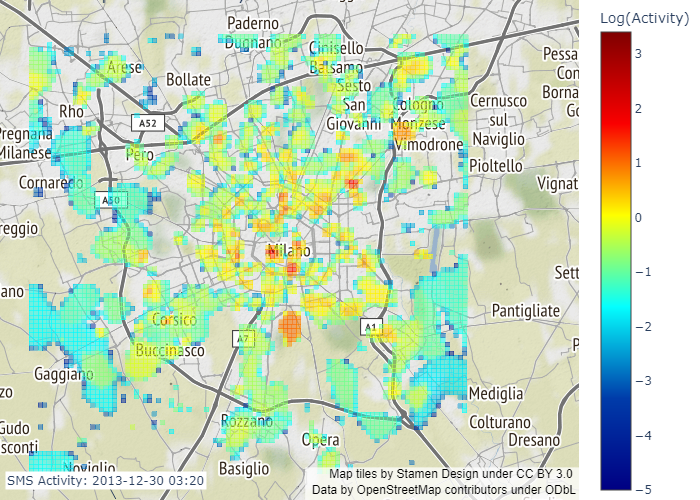 Log(Activity)
Paderno
Dugnano
Cinisello
Balsamo
Arese
Bollate
Sesto
San
Giovanni
Cologno
Monzese
Cernusco
sul
Naviglio
Pessa
Con
Borna
Go
Rho
A52
Vimodrone
Pregnana
Milanese
Pero
Pioltello
Cornaredo
A50
Vignat
reggio
Milano
Sett
ano
Corsico
Pantigliate
A7
A1
P
Buccinasco
Gaggiano
zo
Mediglia
Rozzano
Colturano
Gudo
sconti
Opera
Dresano
Noviglio
Basiglio
SMS Activity: 2013-12-30 03:20
Map tiles by Stamen Design under CC BY 3.0
Data by OpenStreetMap contributors under ODbL
3
2
1
0
−1
−2
−3
−4
−5